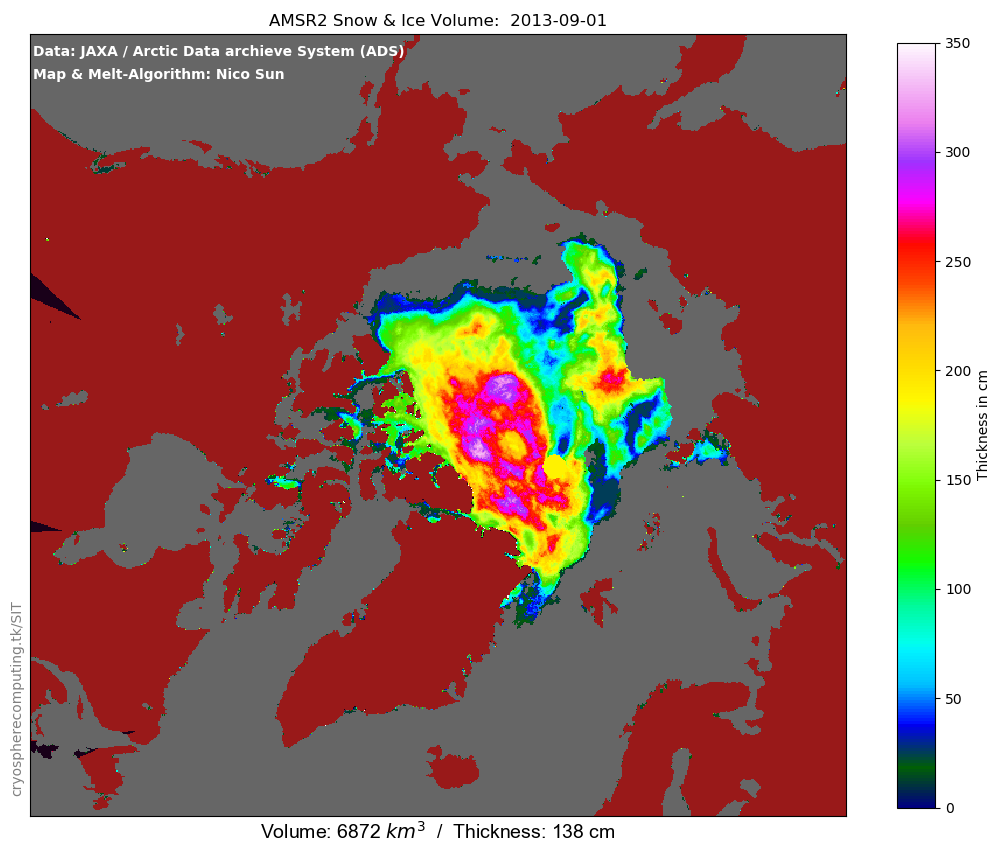 AMSR2 Snow & Ice Volume:  2013-09-01
Data: JAXA / Arctic Data archieve System (ADS)
Map & Melt-Algorithm: Nico Sun
350
300
250
200
150
100
50
0
Thickness in cm
cryospherecomputing.tk/SIT
Volume: 6872 km³  /  Thickness: 138 cm